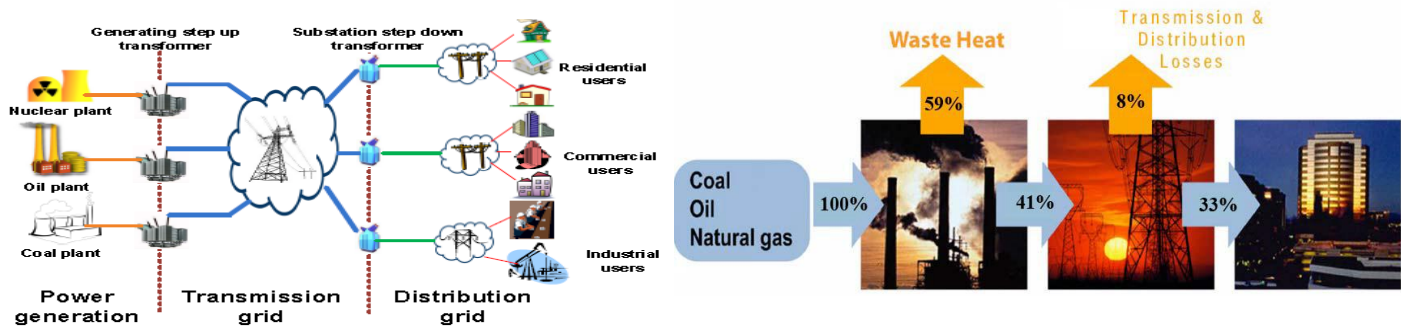 Generating step up
transformer
Substation step down
transformer
Nuclear plant
Oil plant
Coal plant
Residential
users
Commercial
users
Industrial
users
Power
generation
Transmission
grid
Distribution
grid
Waste Heat
Transmission &
Distribution
Losses
59%
8%
Coal
Oil
Natural gas
100%
41%
33%